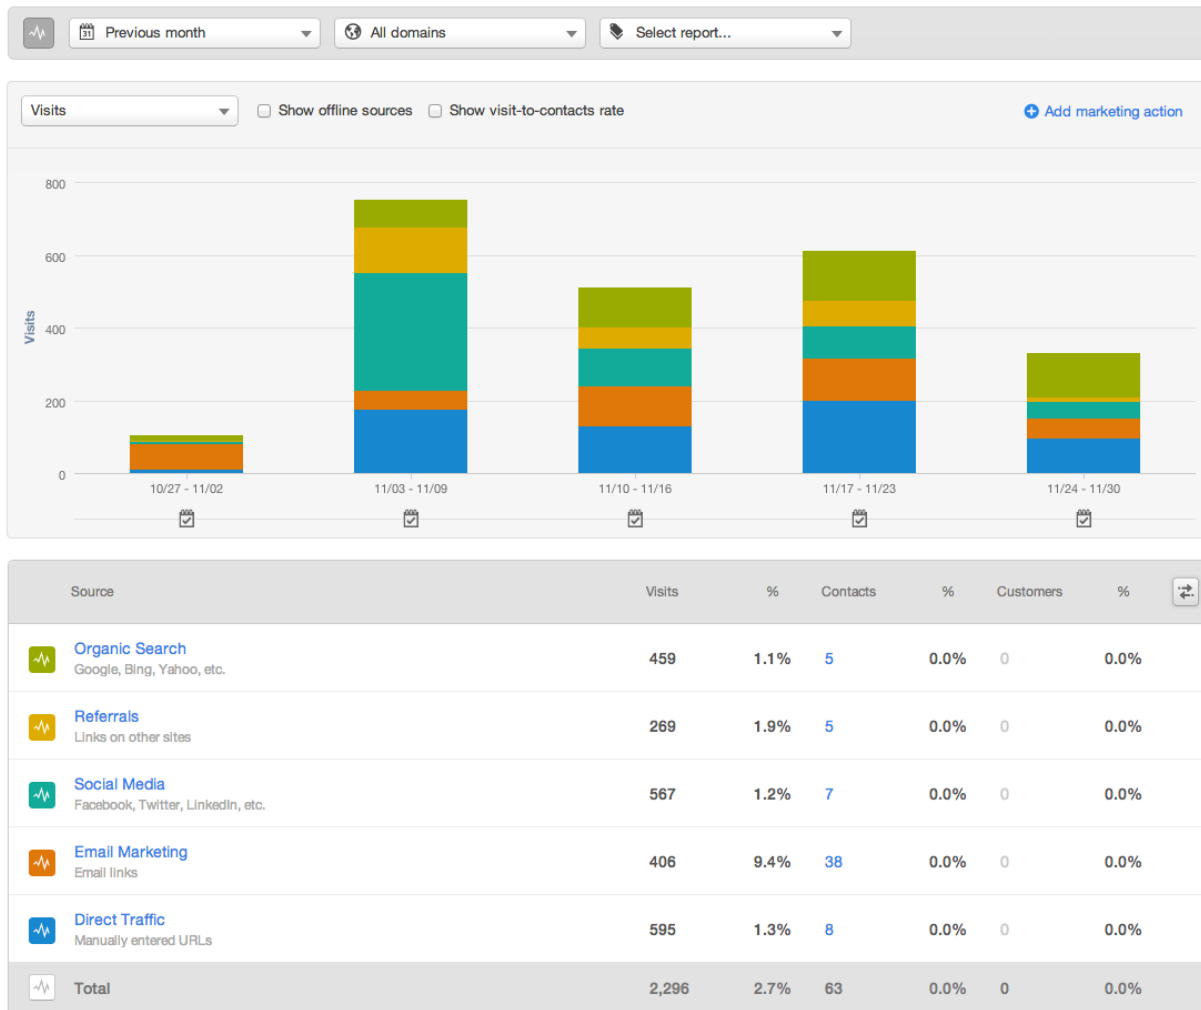 31 Previous month All domains Select report...
Visits Show offline sources Show visit-to-contacts rate Add marketing action
800
600
400
200
0
Visits
10/27 - 11/02 11/03 - 11/09 11/10 - 11/16 11/17 - 11/23 11/24 - 11/30
Source Visits % Contacts % Customers %
Organic Search
Google, Bing, Yahoo, etc.
459 1.1% 5 0.0% 0 0.0%
Referrals
Links on other sites
269 1.9% 5 0.0% 0 0.0%
Social Media
Facebook, Twitter, LinkedIn, etc.
567 1.2% 7 0.0% 0 0.0%
Email Marketing
Email links
406 9.4% 38 0.0% 0 0.0%
Direct Traffic
Manually entered URLs
595 1.3% 8 0.0% 0 0.0%
Total 2,296 2.7% 63 0.0% 0 0.0%